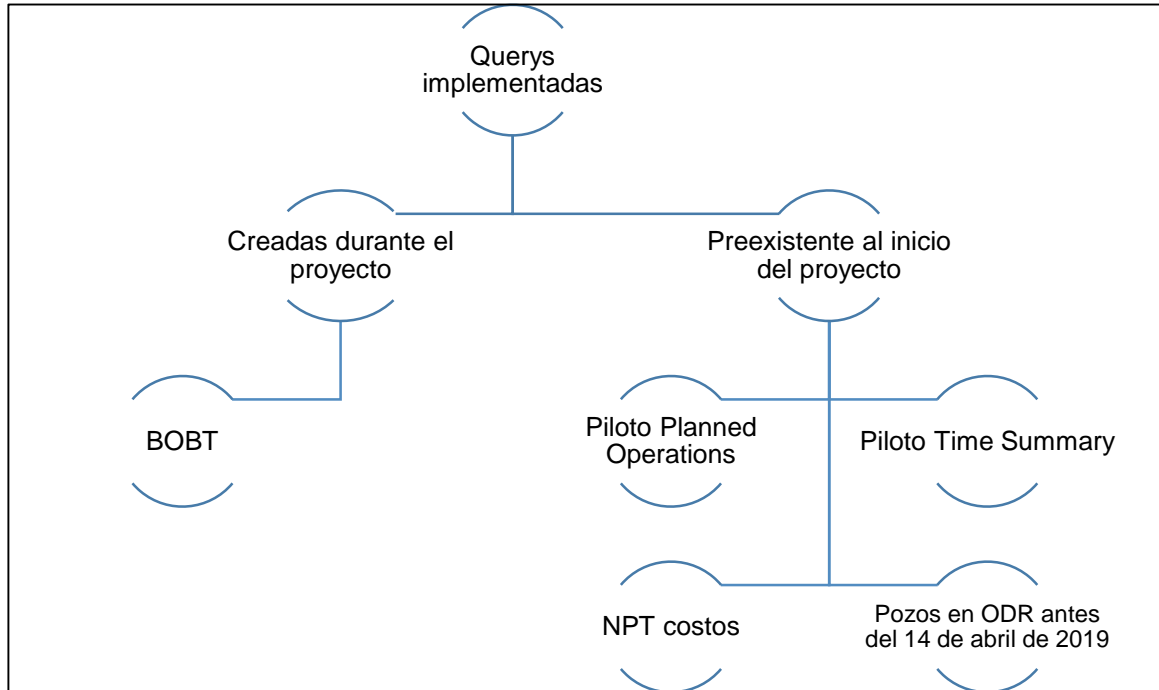 Querys
implementadas
Creadas durante el
proyecto
Preexistente al inicio
del proyecto
BOBT
Piloto Planned
Operations
Piloto Time Summary
NPT costos
Pozos en ODR antes
del 14 de abril de 2019